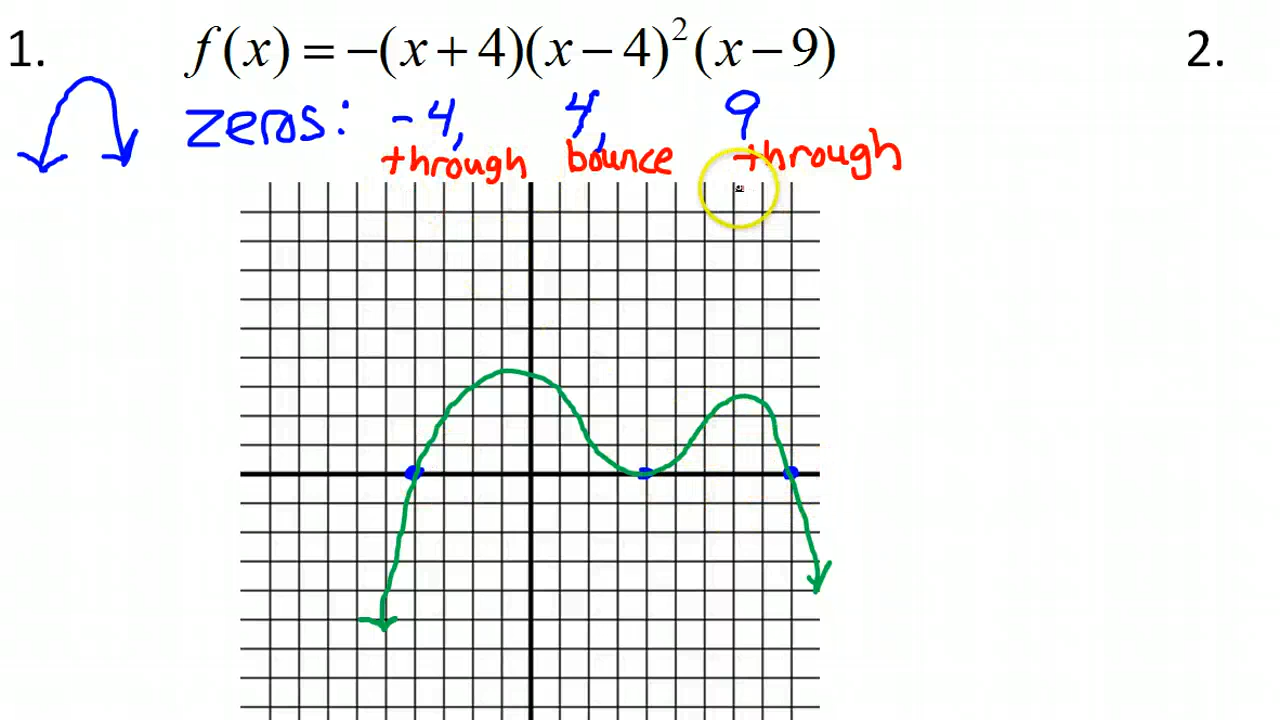 1. f(x) = −(x + 4)(x − 4)²(x − 9) 2.
zeros: -4, 4, 9
through bounce through